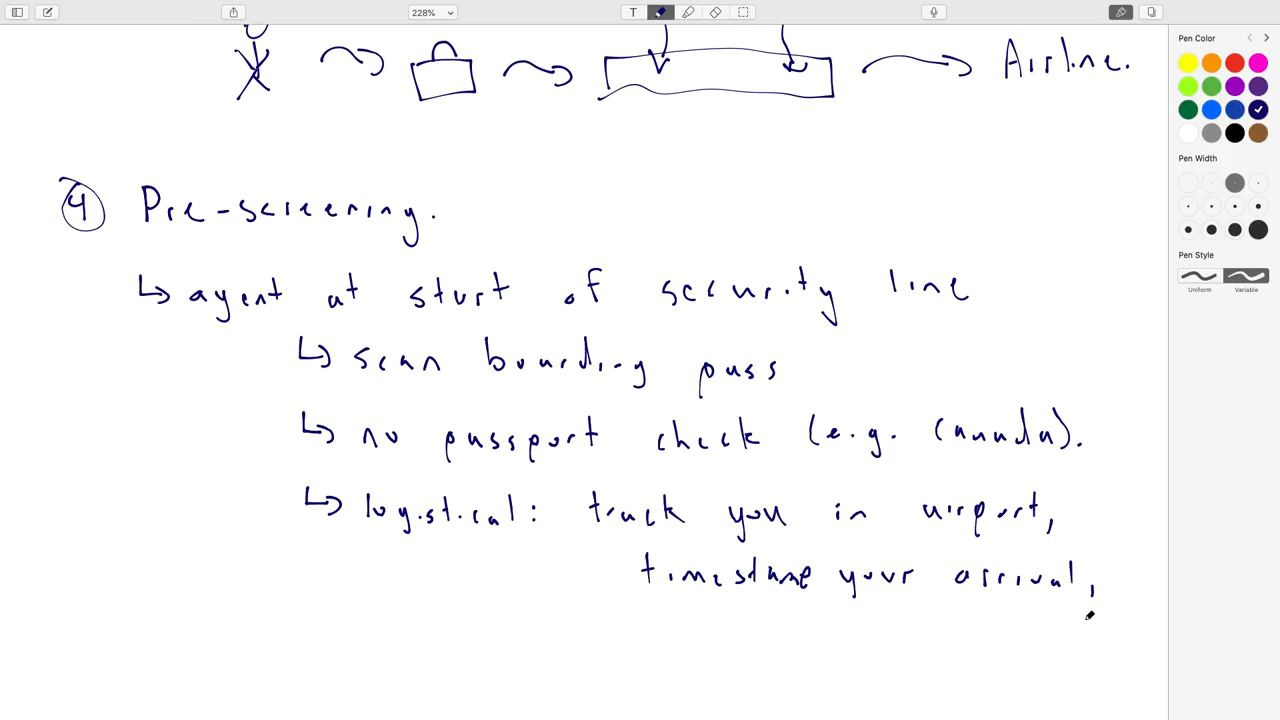 228%
T
Pen Color
Airline.
4 Pre-screening.
Pen Width
Pen Style
Uniform Variable
↳ agent at start of security line
↳ scan boarding pass
↳ no passport check (e.g. Canada).
↳ logistical: track you in airport,
timestamp your arrival,